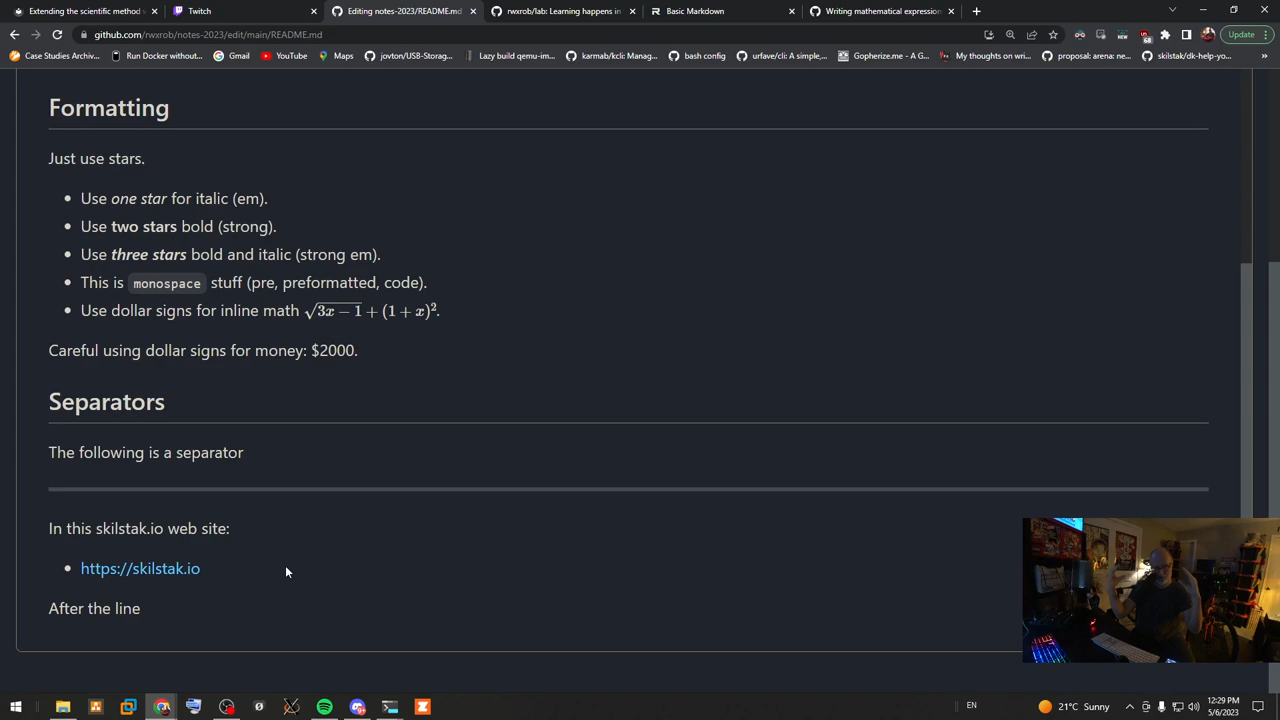 Extending the scientific method
Twitch
Editing notes-2023/README.md
rwxrob/lab: Learning happens in
Basic Markdown
Writing mathematical expression
github.com/rwxrob/notes-2023/edit/main/README.md
68
Update
Case Studies Archiv...
Run Docker without...
Gmail
YouTube
Maps
jovton/USB-Storag...
Lazy build qemu-im...
karmab/kcli: Manag...
bash config
urfave/cli: A simple,...
Gopherize.me - A G...
My thoughts on wri...
proposal: arena: ne...
skilstak/dk-help-yo...
»
Formatting
Just use stars.
• Use one star for italic (em).
• Use two stars bold (strong).
• Use three stars bold and italic (strong em).
• This is monospace stuff (pre, preformatted, code).
• Use dollar signs for inline math √3x − 1 + (1 + x)².
Careful using dollar signs for money: $2000.
Separators
The following is a separator
In this skilstak.io web site:
• https://skilstak.io
After the line
21°C Sunny
EN
12:29 PM
5/6/2023